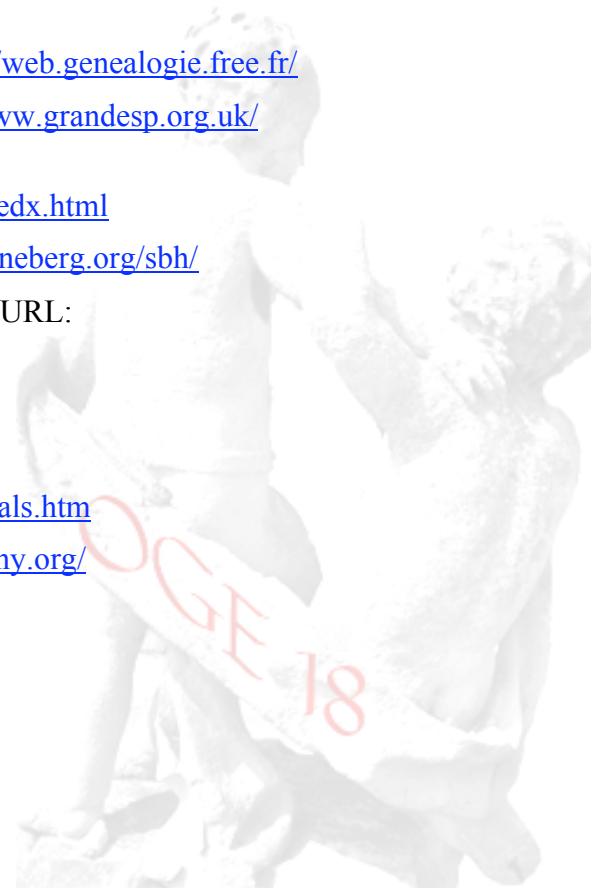 /web.genealogie.free.fr/
ww.grandesp.org.uk/
edx.html
neberg.org/sbh/
URL:
als.htm
ny.org/
OGE 18